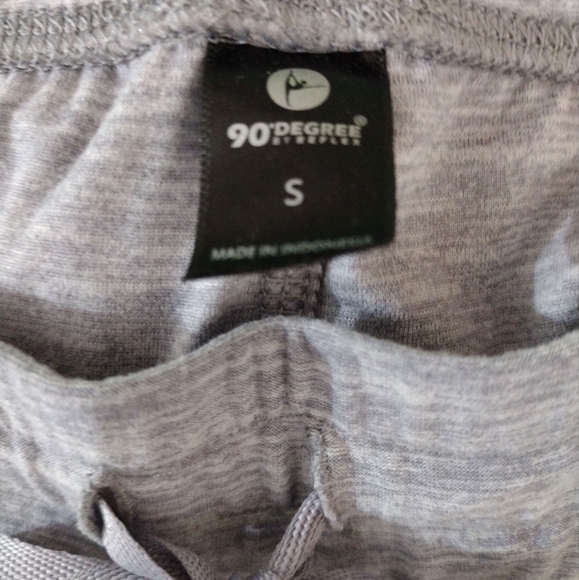 90° DEGREE®
BY REFLEX
S
MADE IN INDONESIA